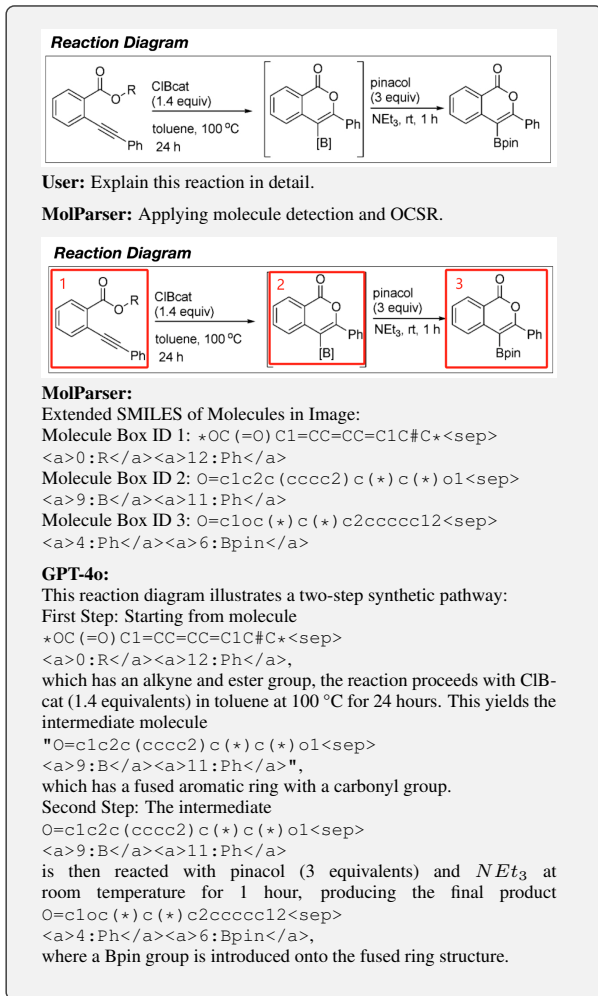 Reaction Diagram
O
O
R
Ph
ClBcat
(1.4 equiv)
toluene, 100 °C
24 h
O
O
Ph
[B]
pinacol
(3 equiv)
NEt3, rt, 1 h
O
O
Ph
Bpin
User: Explain this reaction in detail.
MolParser: Applying molecule detection and OCSR.
Reaction Diagram
1
O
O
R
Ph
ClBcat
(1.4 equiv)
toluene, 100 °C
24 h
2
O
O
Ph
[B]
pinacol
(3 equiv)
NEt3, rt, 1 h
3
O
O
Ph
Bpin
MolParser:
Extended SMILES of Molecules in Image:
Molecule Box ID 1: *OC(=O)C1=CC=CC=C1C#C*<sep>
<a>0:R</a><a>12:Ph</a>
Molecule Box ID 2: O=c1c2c(cccc2)c(*)c(*)o1<sep>
<a>9:B</a><a>11:Ph</a>
Molecule Box ID 3: O=c1oc(*)c(*)c2ccccc12<sep>
<a>4:Ph</a><a>6:Bpin</a>
GPT-4o:
This reaction diagram illustrates a two-step synthetic pathway:
First Step: Starting from molecule
*OC(=O)C1=CC=CC=C1C#C*<sep>
<a>0:R</a><a>12:Ph</a>,
which has an alkyne and ester group, the reaction proceeds with ClB-
cat (1.4 equivalents) in toluene at 100 °C for 24 hours. This yields the
intermediate molecule
"O=c1c2c(cccc2)c(*)c(*)o1<sep>
<a>9:B</a><a>11:Ph</a>",
which has a fused aromatic ring with a carbonyl group.
Second Step: The intermediate
O=c1c2c(cccc2)c(*)c(*)o1<sep>
<a>9:B</a><a>11:Ph</a>
is then reacted with pinacol (3 equivalents) and NEt3 at
room temperature for 1 hour, producing the final product
O=c1oc(*)c(*)c2ccccc12<sep>
<a>4:Ph</a><a>6:Bpin</a>,
where a Bpin group is introduced onto the fused ring structure.